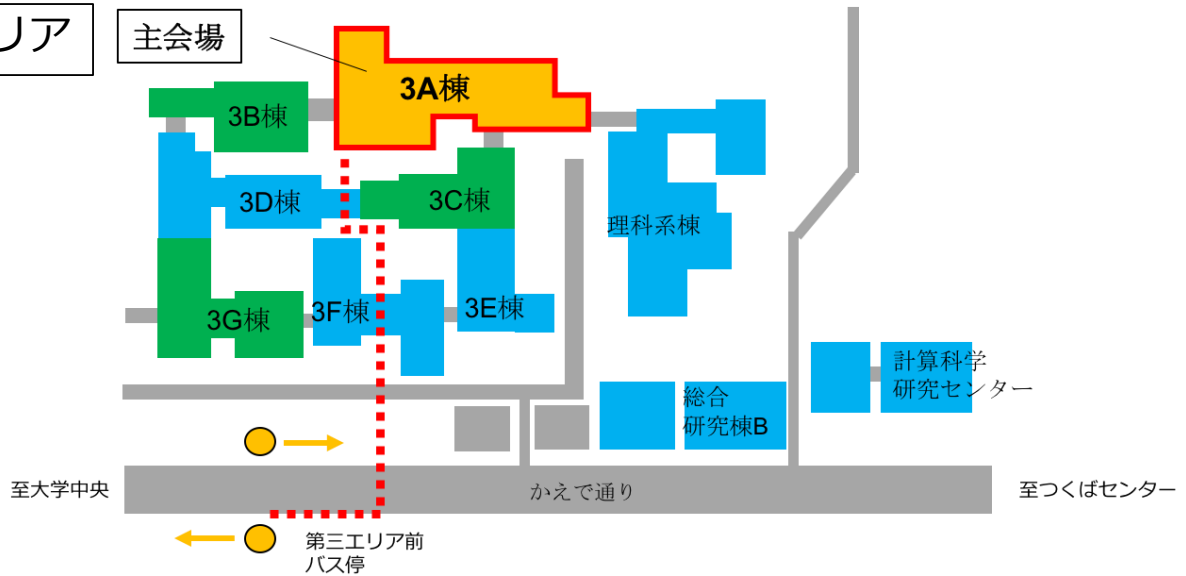 リア
主会場
3A棟
3B棟
3D棟
3C棟
理科系棟
3G棟
3F棟
3E棟
計算科学
研究センター
総合
研究棟B
至大学中央
かえで通り
至つくばセンター
第三エリア前
バス停